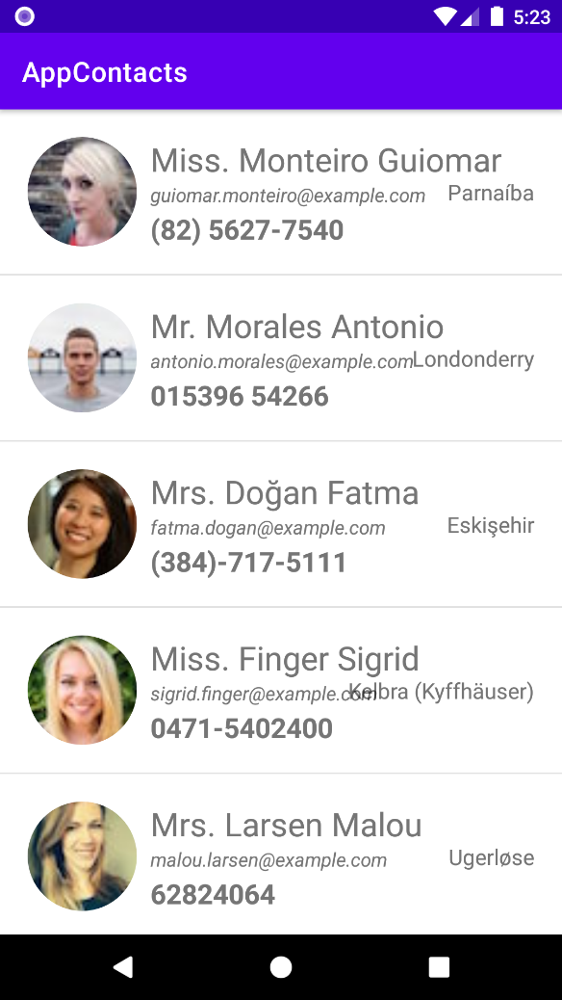 5:23
AppContacts
Miss. Monteiro Guiomar
guiomar.monteiro@example.com
Parnaíba
(82) 5627-7540
Mr. Morales Antonio
antonio.morales@example.com
Londonderry
015396 54266
Mrs. Doğan Fatma
fatma.dogan@example.com
Eskişehir
(384)-717-5111
Miss. Finger Sigrid
sigrid.finger@example.com
Kelbra (Kyffhäuser)
0471-5402400
Mrs. Larsen Malou
malou.larsen@example.com
Ugerløse
62824064